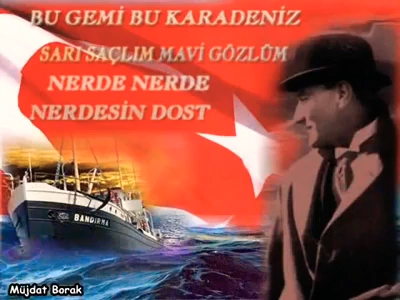 BU GEMİ BU KARADENİZ
SARI SAÇLIM MAVİ GÖZLÜM
NERDE NERDE
NERDESİN DOST
BANDIRMA
Müjdat Borak